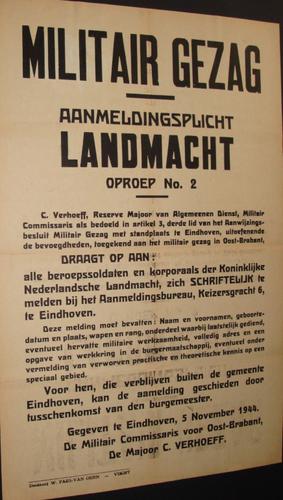 MILITAIR GEZAG
AANMELDINGSPLICHT
LANDMACHT
OPROEP No. 2
C. Verhoeff, Reserve Majoor van Algemeenen Dienst, Militair
Commissaris als bedoeld in artikel 3, derde lid van het Aanwijzings-
besluit Militair Gezag met standplaats te Eindhoven, uitoefenende
de bevoegdheden, toegekend aan het militair gezag in Oost-Brabant,
DRAAGT OP AAN:
alle beroepssoldaten en korporaals der Koninklijke
Nederlandsche Landmacht, zich SCHRIFTELIJK te
melden bij het Aanmeldingsbureau, Keizersgracht 6,
te Eindhoven.
Deze melding moet bevatten: Naam en voornamen, geboorte-
datum en plaats, wapen en rang, onderdeel waarbij laatstelijk gediend,
eventueel hervatte militaire werkzaamheid, volledig adres en een
opgave van werkkring in de burgermaatschappij, eventueel onder
vermelding van verworven practische en theoretische kennis op een
speciaal gebied.
Voor hen, die verblijven buiten de gemeente
Eindhoven, kan de aanmelding geschieden door
tusschenkomst van den burgemeester.
Gegeven te Eindhoven, 5 November 1944.
De Militair Commissaris voor Oost-Brabant,
De Majoor C. VERHOEFF.
Drukkerij W.